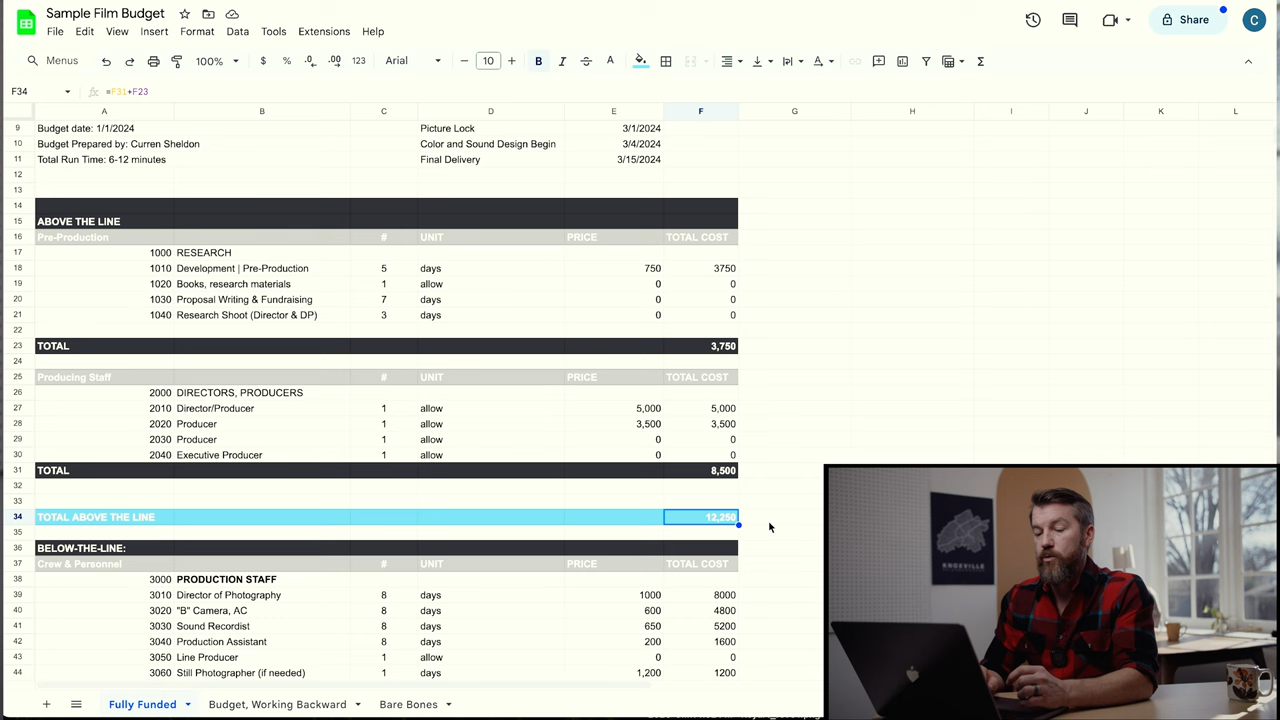 Sample Film Budget
File Edit View Insert Format Data Tools Extensions Help
Share
C
Menus 100% $ % .0 .00 123 Arial 10 B I A Σ
F34 fx =F31+F23
A B C D E F G H I J K L
9 Budget date: 1/1/2024 Picture Lock 3/1/2024
10 Budget Prepared by: Curren Sheldon Color and Sound Design Begin 3/4/2024
11 Total Run Time: 6-12 minutes Final Delivery 3/15/2024
12
13
14
15 ABOVE THE LINE
16 Pre-Production # UNIT PRICE TOTAL COST
17 1000 RESEARCH
18 1010 Development | Pre-Production 5 days 750 3750
19 1020 Books, research materials 1 allow 0 0
20 1030 Proposal Writing & Fundraising 7 days 0 0
21 1040 Research Shoot (Director & DP) 3 days 0 0
22
23 TOTAL 3,750
24
25 Producing Staff # UNIT PRICE TOTAL COST
26 2000 DIRECTORS, PRODUCERS
27 2010 Director/Producer 1 allow 5,000 5,000
28 2020 Producer 1 allow 3,500 3,500
29 2030 Producer 1 allow 0 0
30 2040 Executive Producer 1 allow 0 0
31 TOTAL 8,500
32
33
34 TOTAL ABOVE THE LINE 12,250
35
36 BELOW-THE-LINE:
37 Crew & Personnel # UNIT PRICE TOTAL COST
38 3000 PRODUCTION STAFF
39 3010 Director of Photography 8 days 1000 8000
40 3020 "B" Camera, AC 8 days 600 4800
41 3030 Sound Recordist 8 days 650 5200
42 3040 Production Assistant 8 days 200 1600
43 3050 Line Producer 1 allow 0 0
44 3060 Still Photographer (if needed) 1 days 1,200 1200
KNOXVILLE
Fully Funded Budget, Working Backward Bare Bones